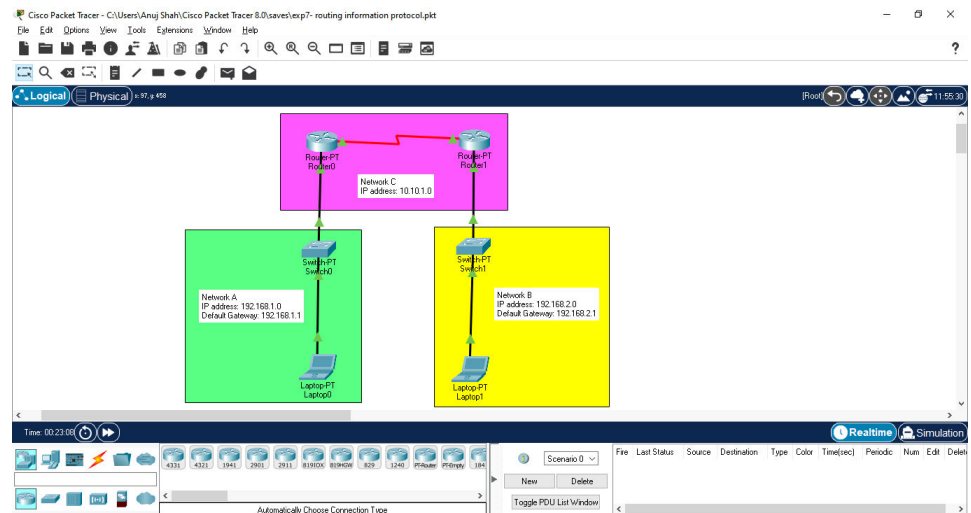 Cisco Packet Tracer - C:\Users\Anuj Shah\Cisco Packet Tracer 8.0\saves\exp7- routing information protocol.pkt
File Edit Options View Tools Extensions Window Help
?
Logical Physical x: 97, y: 458 [Root] 11:55:30
Router-PT
Router0
Router-PT
Router1
Network C
IP address: 10.10.1.0
Switch-PT
Switch0
Switch-PT
Switch1
Network A
IP address: 192.168.1.0
Default Gateway: 192.168.1.1
Network B
IP address: 192.168.2.0
Default Gateway: 192.168.2.1
Laptop-PT
Laptop0
Laptop-PT
Laptop1
Time: 00:23:08 Realtime Simulation
4331 4321 1941 2901 2911 819IOX 819HGW 829 1240 PT-Router PT-Empty 184
Scenario 0
New Delete
Toggle PDU List Window
Fire Last Status Source Destination Type Color Time(sec) Periodic Num Edit Delete
Automatically Choose Connection Type